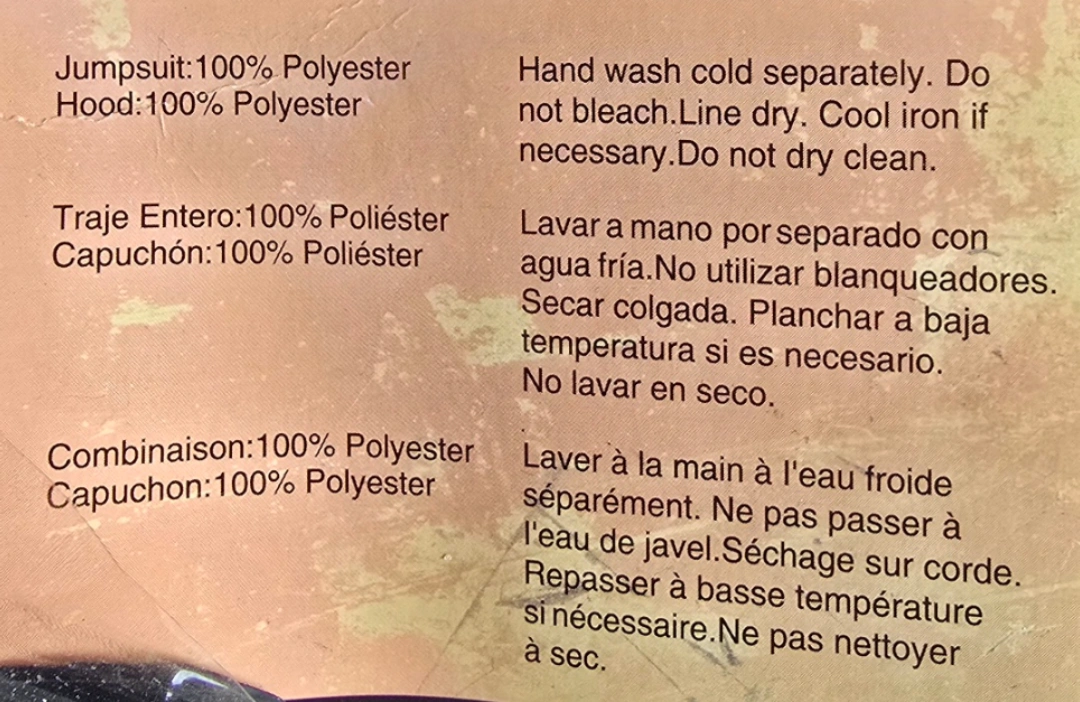 Jumpsuit:100% Polyester
Hood:100% Polyester
Hand wash cold separately. Do
not bleach.Line dry. Cool iron if
necessary.Do not dry clean.
Traje Entero:100% Poliéster
Capuchón:100% Poliéster
Lavar a mano por separado con
agua fría.No utilizar blanqueadores.
Secar colgada. Planchar a baja
temperatura si es necesario.
No lavar en seco.
Combinaison:100% Polyester
Capuchon:100% Polyester
Laver à la main à l'eau froide
séparément. Ne pas passer à
l'eau de javel.Séchage sur corde.
Repasser à basse température
si nécessaire.Ne pas nettoyer
à sec.